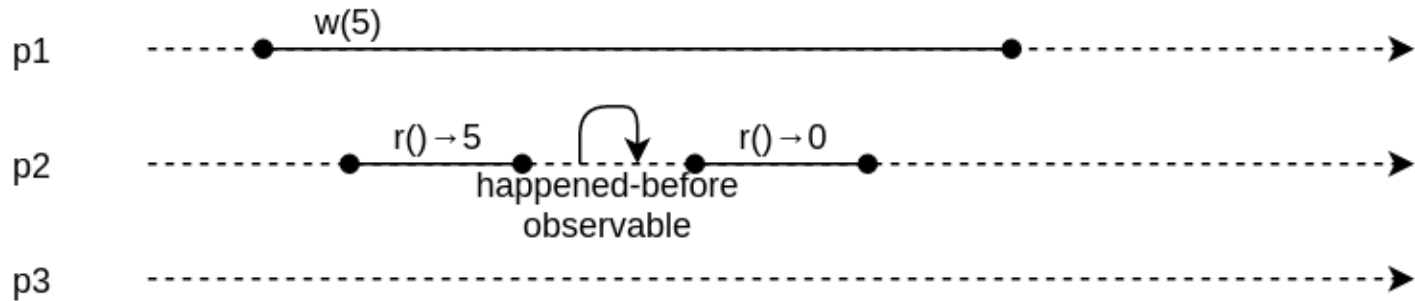 w(5)
p1
r()→5
r()→0
p2
happened-before
observable
p3